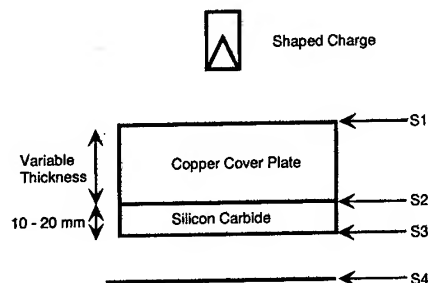 Shaped Charge
S1
Variable
Thickness
Copper Cover Plate
S2
10 - 20 mm
Silicon Carbide
S3
S4